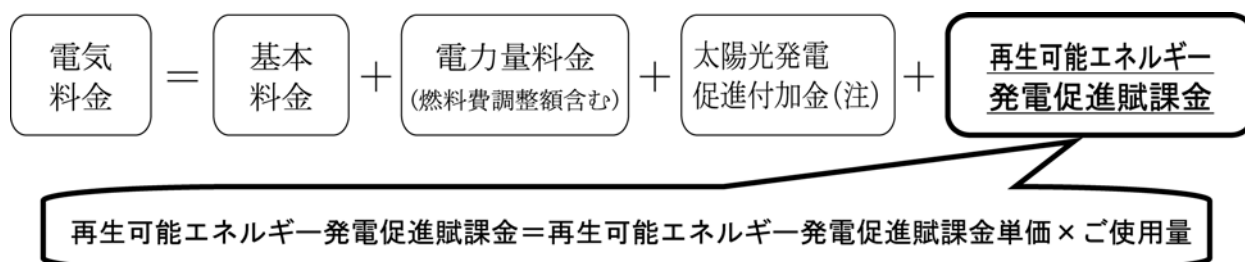 電気料金 = 基本料金 + 電力量料金(燃料費調整額含む) + 太陽光発電促進付加金(注) + 再生可能エネルギー発電促進賦課金
再生可能エネルギー発電促進賦課金＝再生可能エネルギー発電促進賦課金単価×ご使用量